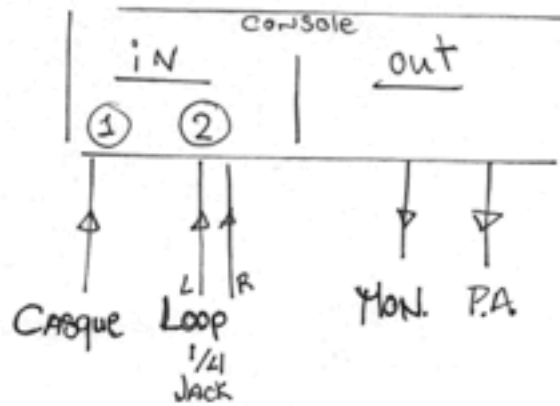 CONSOLE
iN out
1 2
L R
CASQUE Loop MON. P.A.
1/4
JACK